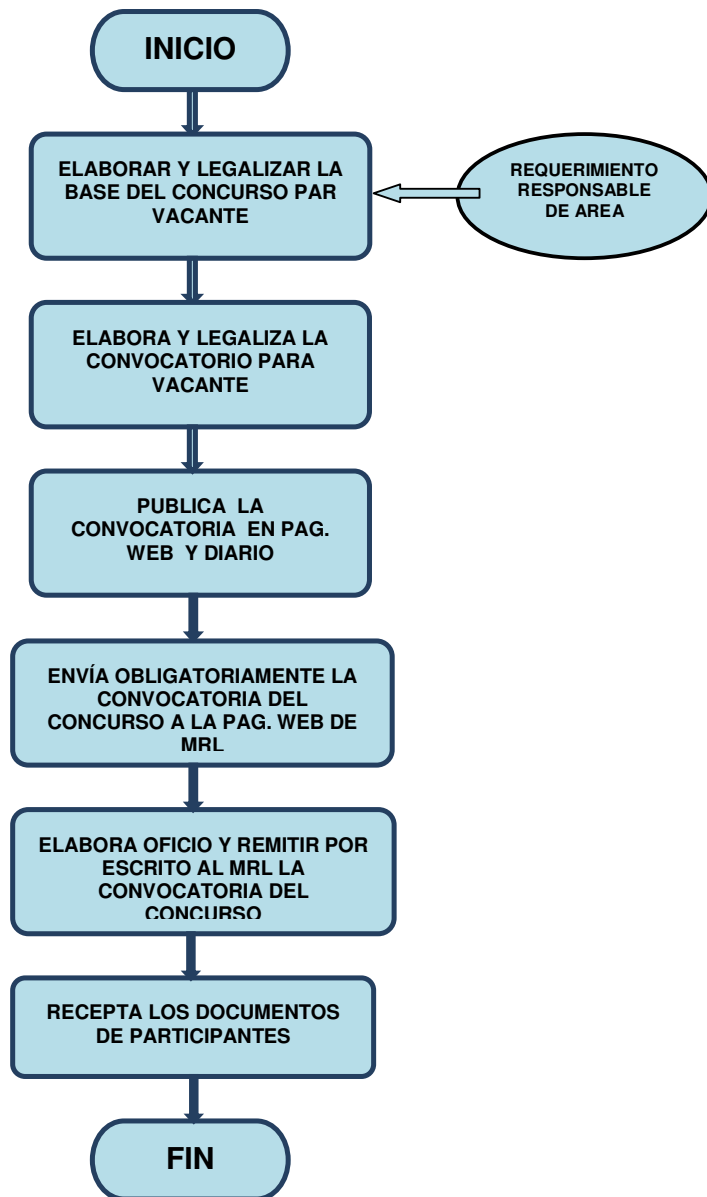 INICIO
ELABORAR Y LEGALIZAR LA
BASE DEL CONCURSO PAR
VACANTE
REQUERIMIENTO
RESPONSABLE
DE AREA
ELABORA Y LEGALIZA LA
CONVOCATORIO PARA
VACANTE
PUBLICA LA
CONVOCATORIA EN PAG.
WEB Y DIARIO
ENVÍA OBLIGATORIAMENTE LA
CONVOCATORIA DEL
CONCURSO A LA PAG. WEB DE
MRL
ELABORA OFICIO Y REMITIR POR
ESCRITO AL MRL LA
CONVOCATORIA DEL
CONCURSO
RECEPTA LOS DOCUMENTOS
DE PARTICIPANTES
FIN